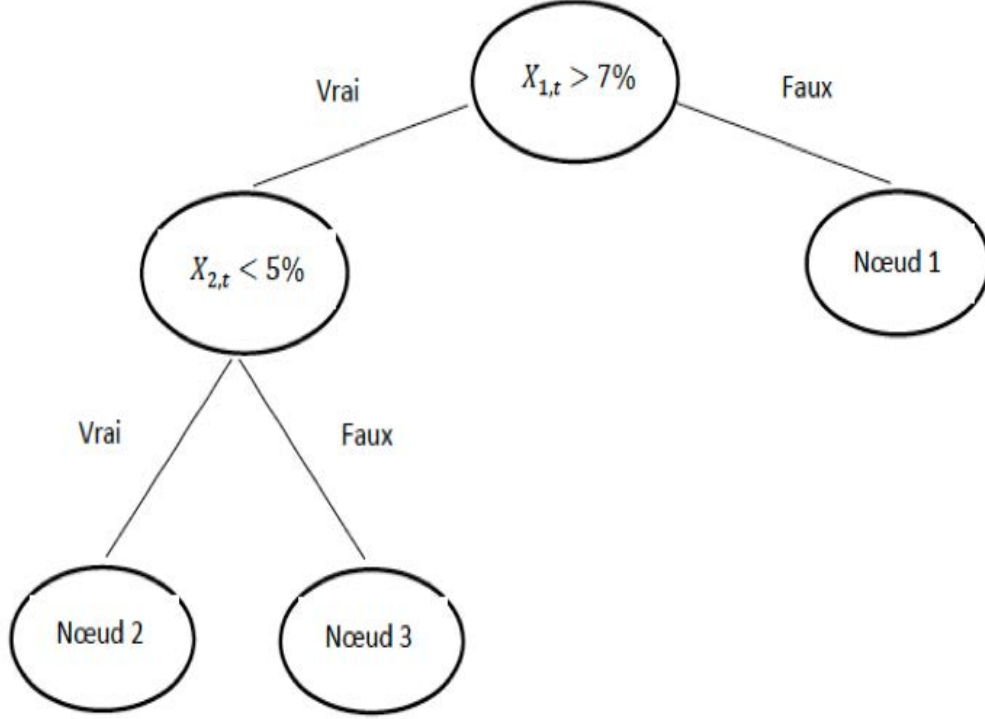 X₁,ₜ > 7%
Vrai
Faux
X₂,ₜ < 5%
Nœud 1
Vrai
Faux
Nœud 2
Nœud 3